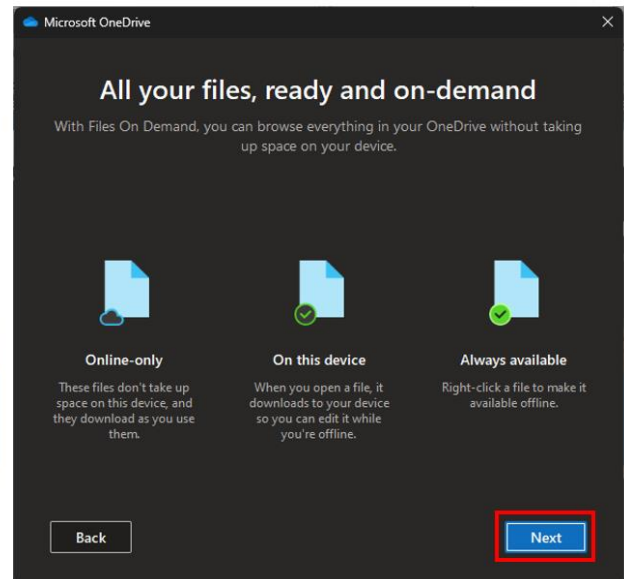 Microsoft OneDrive
All your files, ready and on-demand
With Files On Demand, you can browse everything in your OneDrive without taking
up space on your device.
Online-only
These files don't take up
space on this device, and
they download as you use
them.
On this device
When you open a file, it
downloads to your device
so you can edit it while
you're offline.
Always available
Right-click a file to make it
available offline.
Back
Next